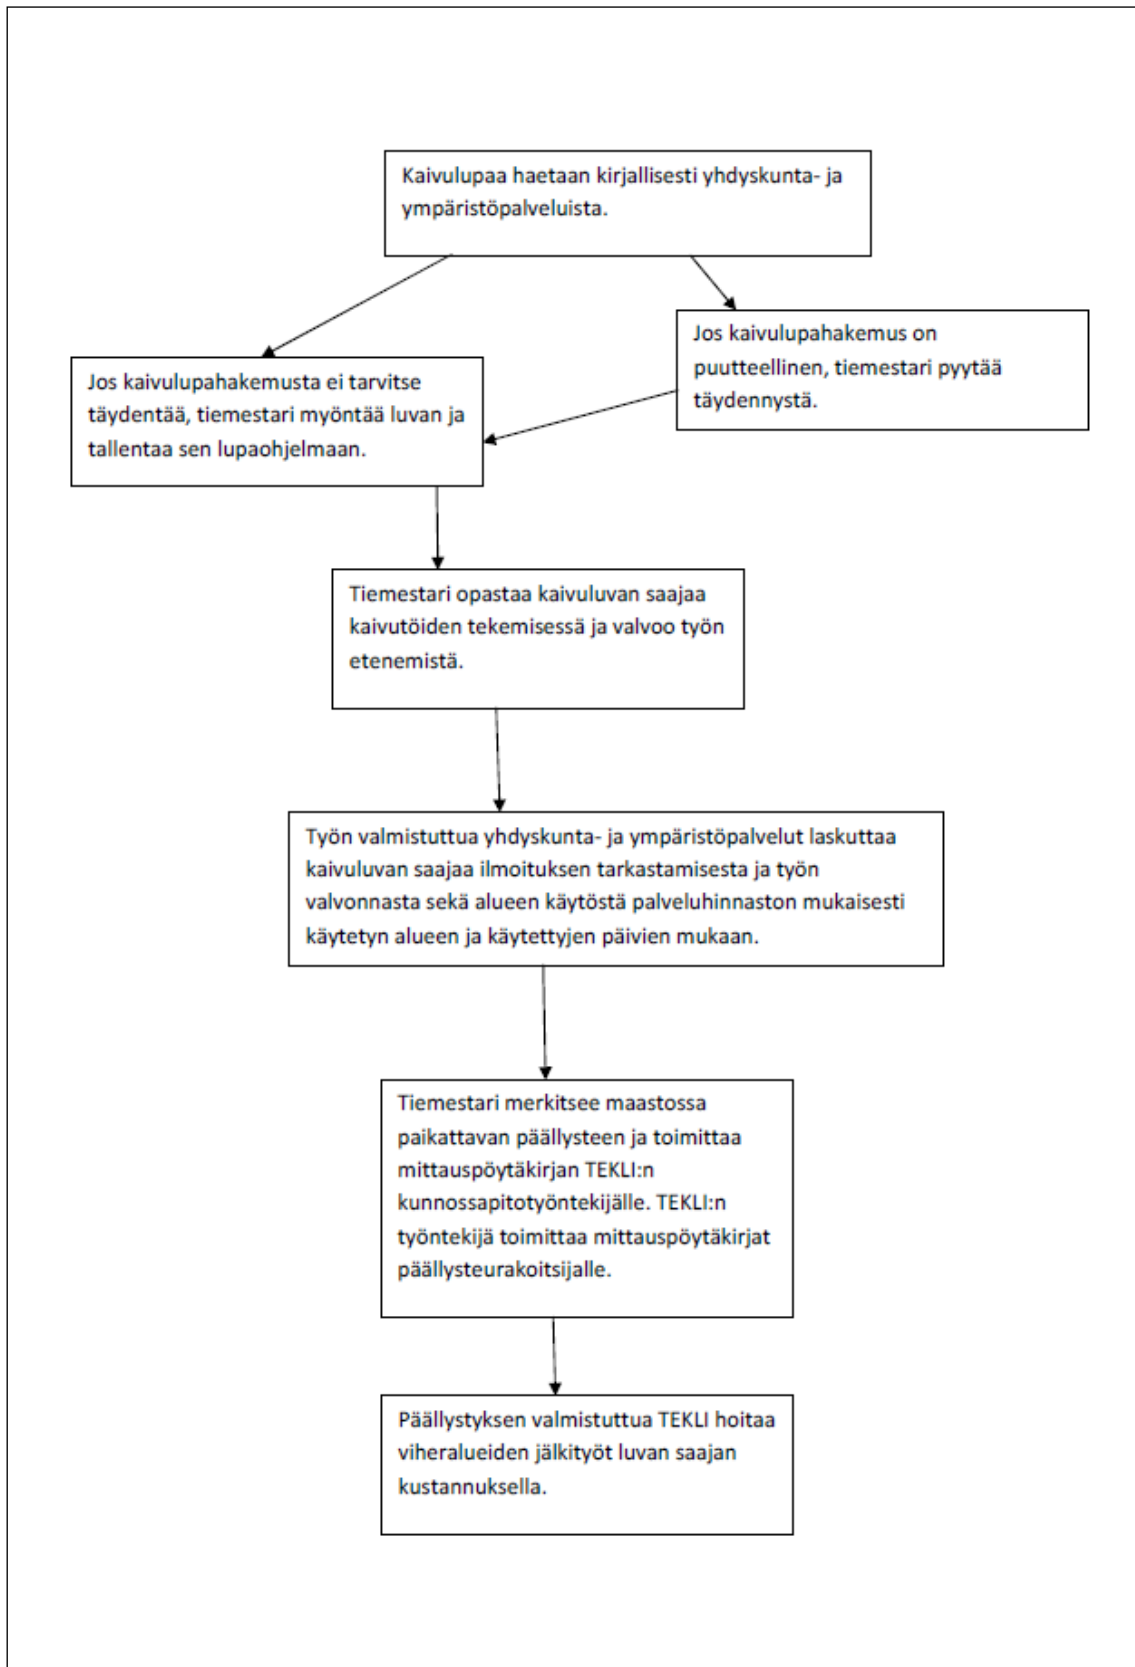 Kaivulupaa haetaan kirjallisesti yhdyskunta- ja
ympäristöpalveluista.
Jos kaivulupahakemus on
puutteellinen, tiemestari pyytää
täydennystä.
Jos kaivulupahakemusta ei tarvitse
täydentää, tiemestari myöntää luvan ja
tallentaa sen lupaohjelmaan.
Tiemestari opastaa kaivuluvan saajaa
kaivutöiden tekemisessä ja valvoo työn
etenemistä.
Työn valmistuttua yhdyskunta- ja ympäristöpalvelut laskuttaa
kaivuluvan saajaa ilmoituksen tarkastamisesta ja työn
valvonnasta sekä alueen käytöstä palveluhinnaston mukaisesti
käytetyn alueen ja käytettyjen päivien mukaan.
Tiemestari merkitsee maastossa
paikattavan päällysteen ja toimittaa
mittauspöytäkirjan TEKLI:n
kunnossapitotyöntekijälle. TEKLI:n
työntekijä toimittaa mittauspöytäkirjat
päällysteurakoitsijalle.
Päällystyksen valmistuttua TEKLI hoitaa
viheralueiden jälkityöt luvan saajan
kustannuksella.